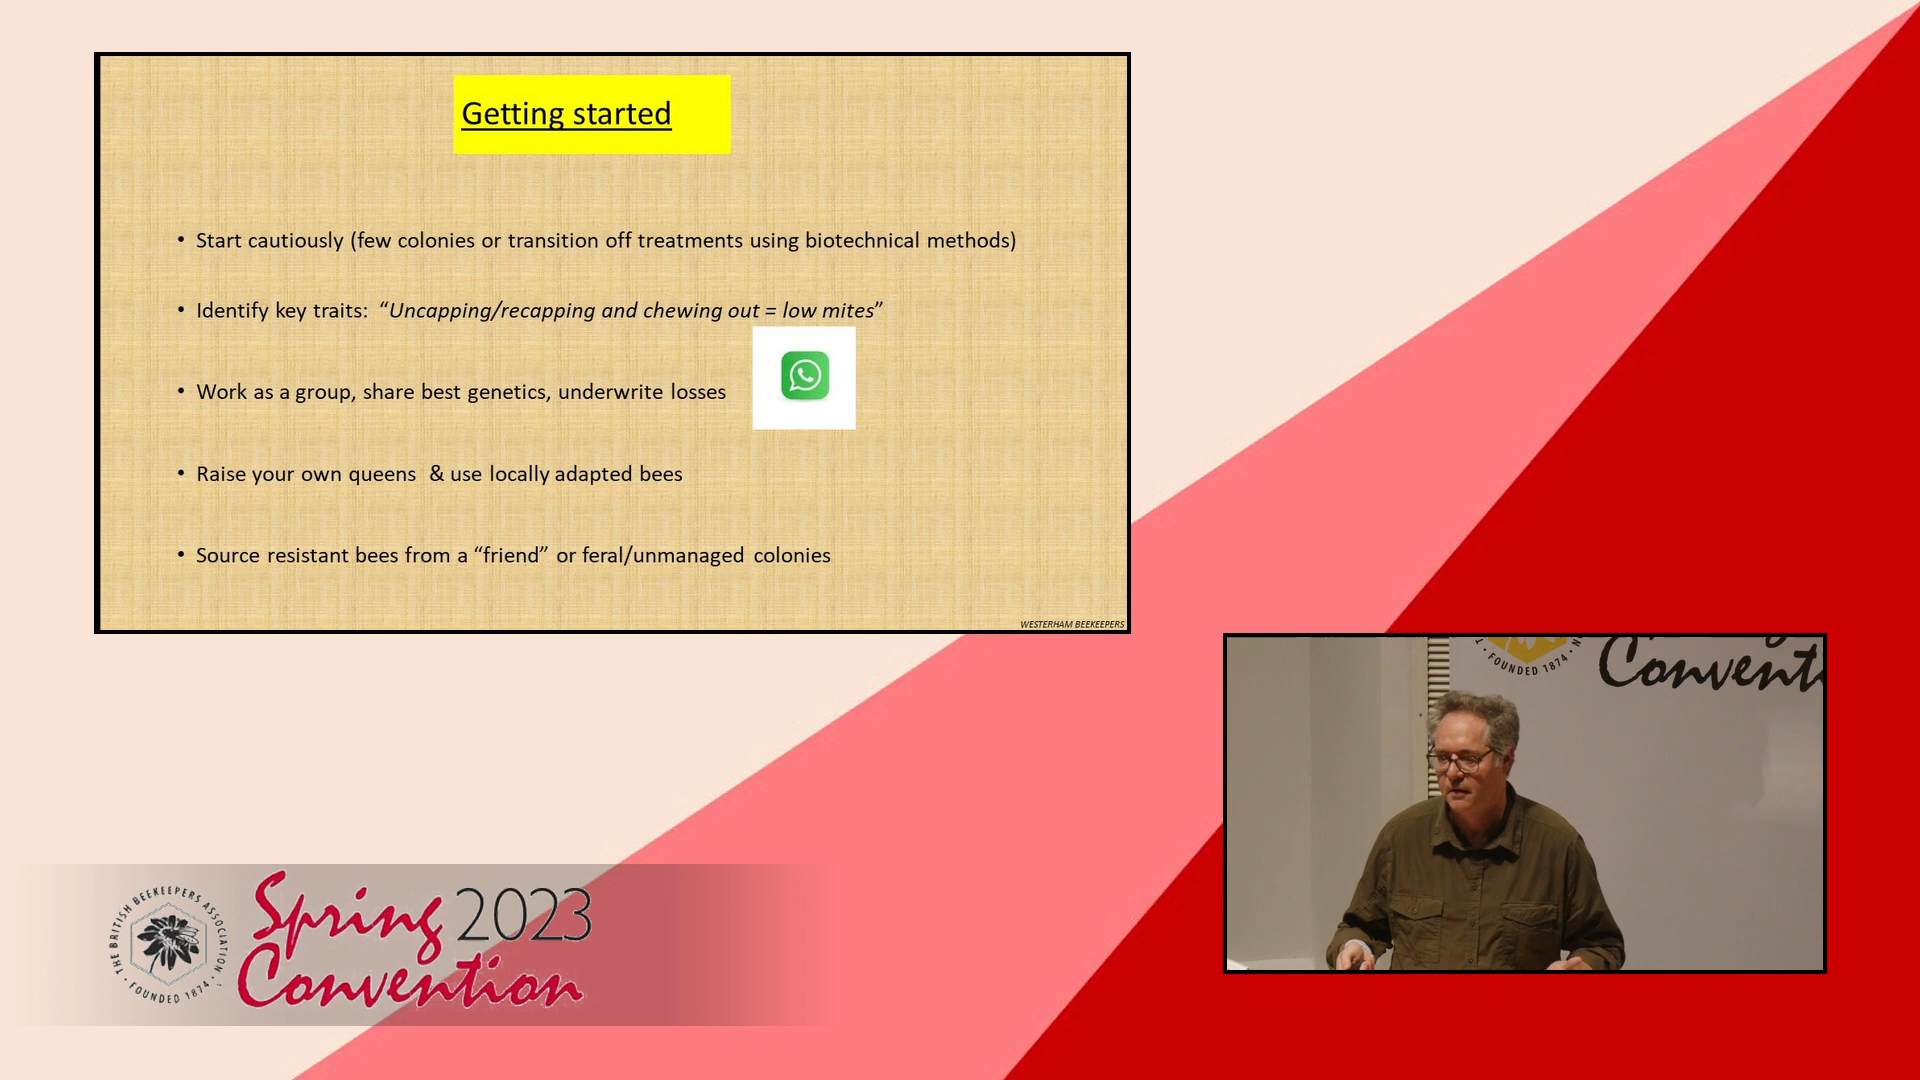 Getting started
• Start cautiously (few colonies or transition off treatments using biotechnical methods)
• Identify key traits: “Uncapping/recapping and chewing out = low mites”
• Work as a group, share best genetics, underwrite losses
• Raise your own queens & use locally adapted bees
• Source resistant bees from a “friend” or feral/unmanaged colonies
WESTERHAM BEEKEEPERS
• FOUNDED 1874 •
Convent
THE BRITISH BEEKEEPERS ASSOCIATION
• FOUNDED 1874 •
Spring 2023
Convention